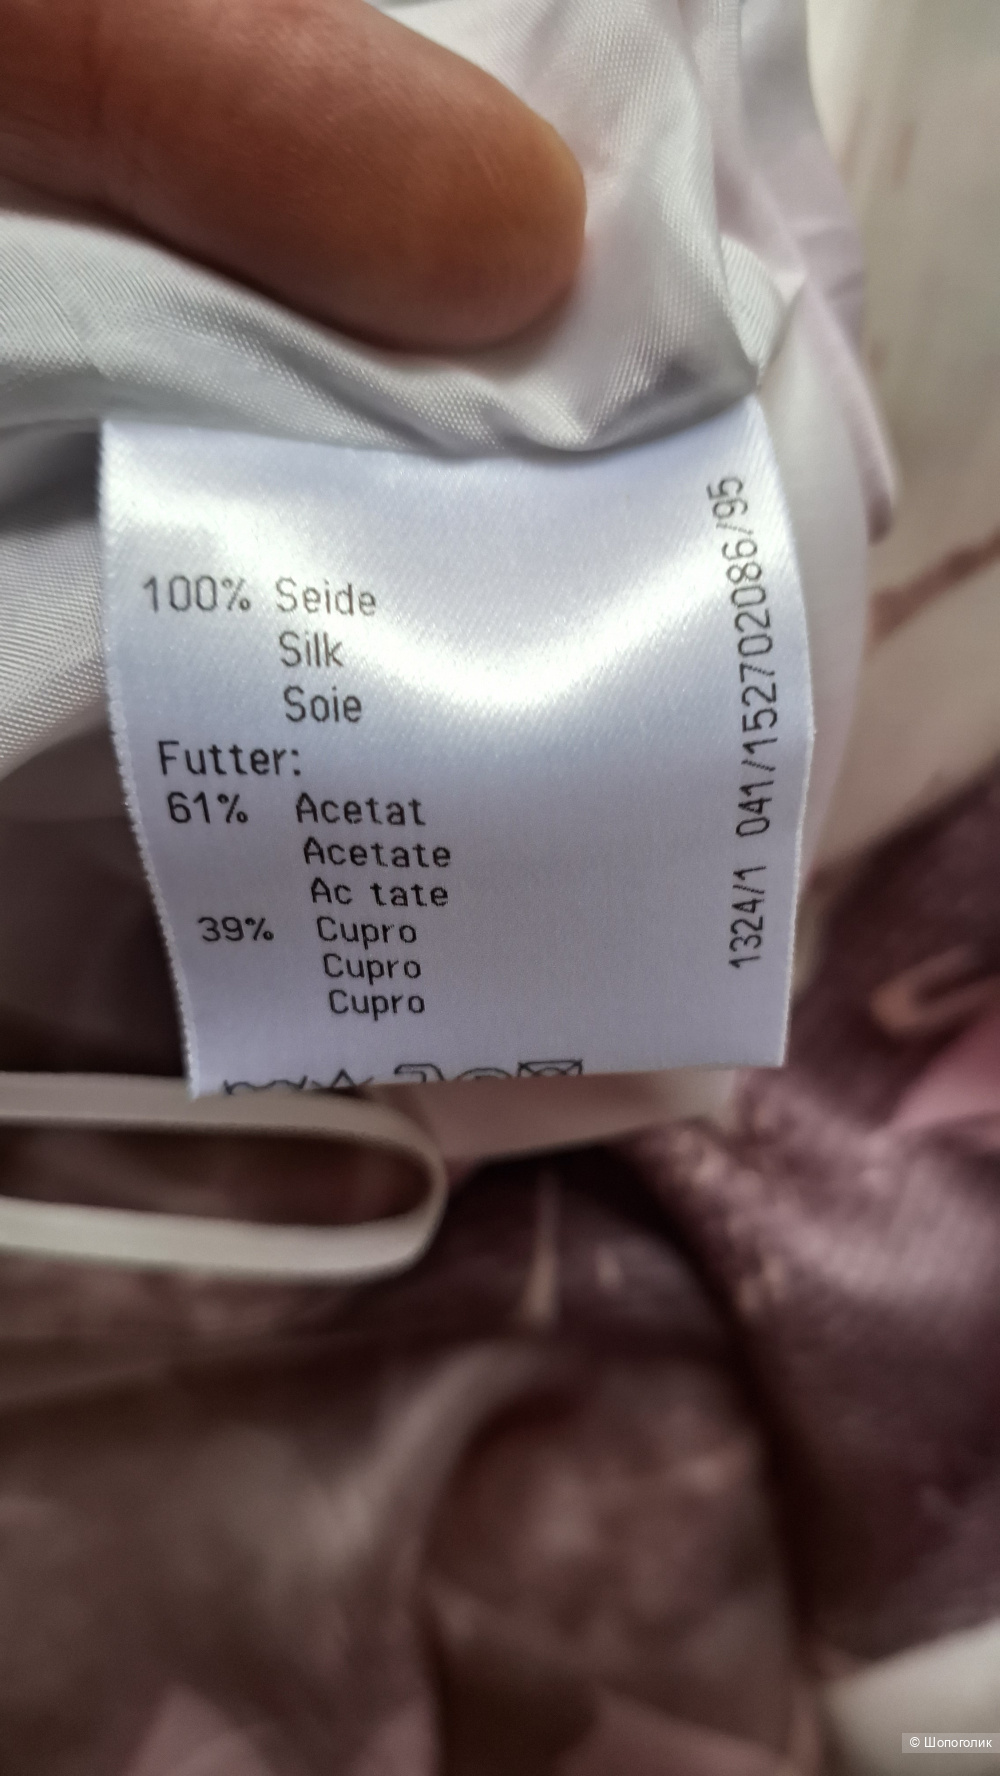 100% Seide
Silk
Soie
Futter:
61% Acetat
Acetate
Ac tate
39% Cupro
Cupro
Cupro
1324/1 041/152702086/95
© Шопоголик